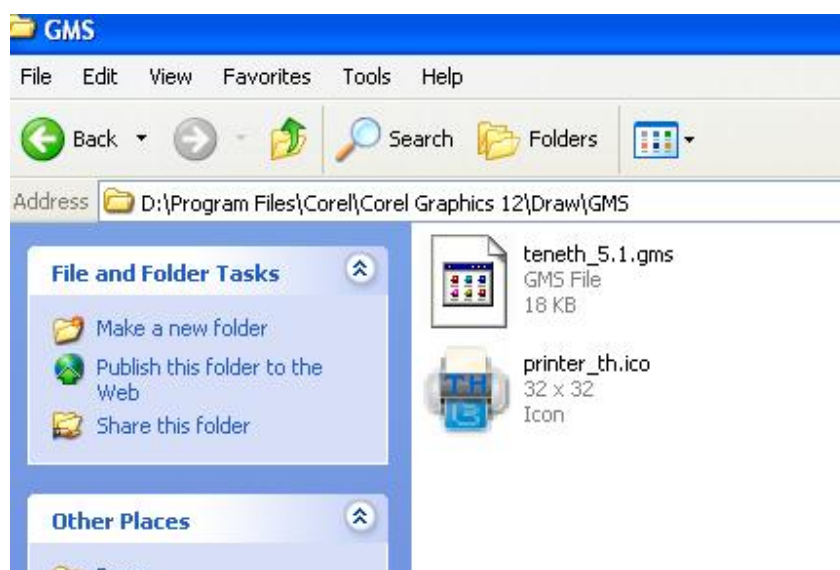 GMS
File Edit View Favorites Tools Help
Back Search Folders
Address D:\Program Files\Corel\Corel Graphics 12\Draw\GMS
File and Folder Tasks
Make a new folder
Publish this folder to the
Web
Share this folder
Other Places
teneth_5.1.gms
GMS File
18 KB
TH
printer_th.ico
32 x 32
Icon